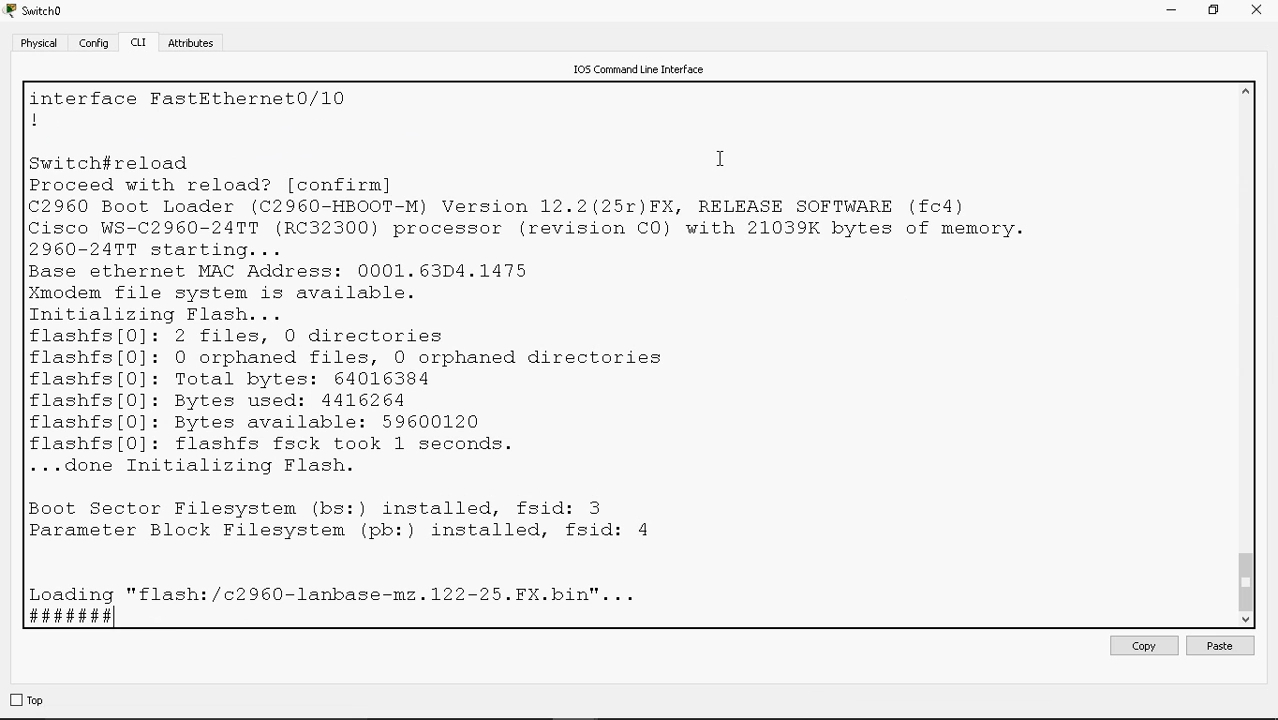 Switch0
Physical Config CLI Attributes
IOS Command Line Interface
interface FastEthernet0/10
!
Switch#reload
Proceed with reload? [confirm]
C2960 Boot Loader (C2960-HBOOT-M) Version 12.2(25r)FX, RELEASE SOFTWARE (fc4)
Cisco WS-C2960-24TT (RC32300) processor (revision C0) with 21039K bytes of memory.
2960-24TT starting...
Base ethernet MAC Address: 0001.63D4.1475
Xmodem file system is available.
Initializing Flash...
flashfs[0]: 2 files, 0 directories
flashfs[0]: 0 orphaned files, 0 orphaned directories
flashfs[0]: Total bytes: 64016384
flashfs[0]: Bytes used: 4416264
flashfs[0]: Bytes available: 59600120
flashfs[0]: flashfs fsck took 1 seconds.
...done Initializing Flash.
Boot Sector Filesystem (bs:) installed, fsid: 3
Parameter Block Filesystem (pb:) installed, fsid: 4
Loading "flash:/c2960-lanbase-mz.122-25.FX.bin"...
#######
Copy Paste
Top